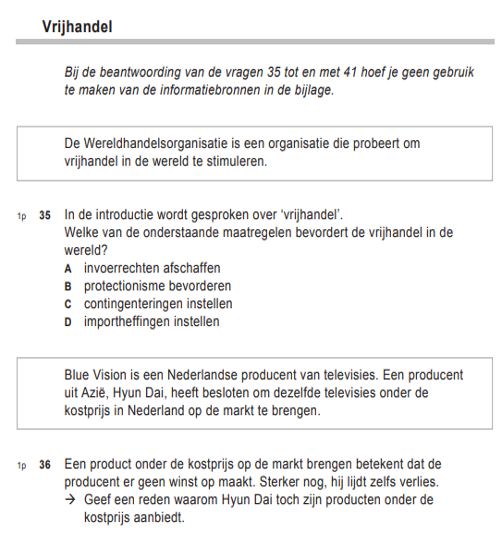 Vrijhandel
Bij de beantwoording van de vragen 35 tot en met 41 hoef je geen gebruik
te maken van de informatiebronnen in de bijlage.
De Wereldhandelsorganisatie is een organisatie die probeert om
vrijhandel in de wereld te stimuleren.
1p 35 In de introductie wordt gesproken over ‘vrijhandel’.
Welke van de onderstaande maatregelen bevordert de vrijhandel in de
wereld?
A invoerrechten afschaffen
B protectionisme bevorderen
C contingenteringen instellen
D importheffingen instellen
Blue Vision is een Nederlandse producent van televisies. Een producent
uit Azië, Hyun Dai, heeft besloten om dezelfde televisies onder de
kostprijs in Nederland op de markt te brengen.
1p 36 Een product onder de kostprijs op de markt brengen betekent dat de
producent er geen winst op maakt. Sterker nog, hij lijdt zelfs verlies.
→ Geef een reden waarom Hyun Dai toch zijn producten onder de
kostprijs aanbiedt.